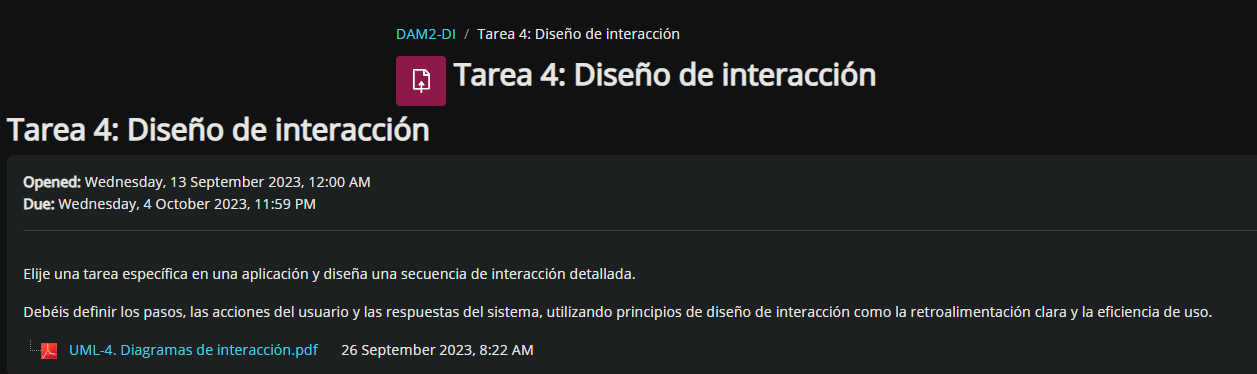 DAM2-DI / Tarea 4: Diseño de interacción
Tarea 4: Diseño de interacción
Tarea 4: Diseño de interacción
Opened: Wednesday, 13 September 2023, 12:00 AM
Due: Wednesday, 4 October 2023, 11:59 PM
Elije una tarea específica en una aplicación y diseña una secuencia de interacción detallada.
Debéis definir los pasos, las acciones del usuario y las respuestas del sistema, utilizando principios de diseño de interacción como la retroalimentación clara y la eficiencia de uso.
UML-4. Diagramas de interacción.pdf 26 September 2023, 8:22 AM